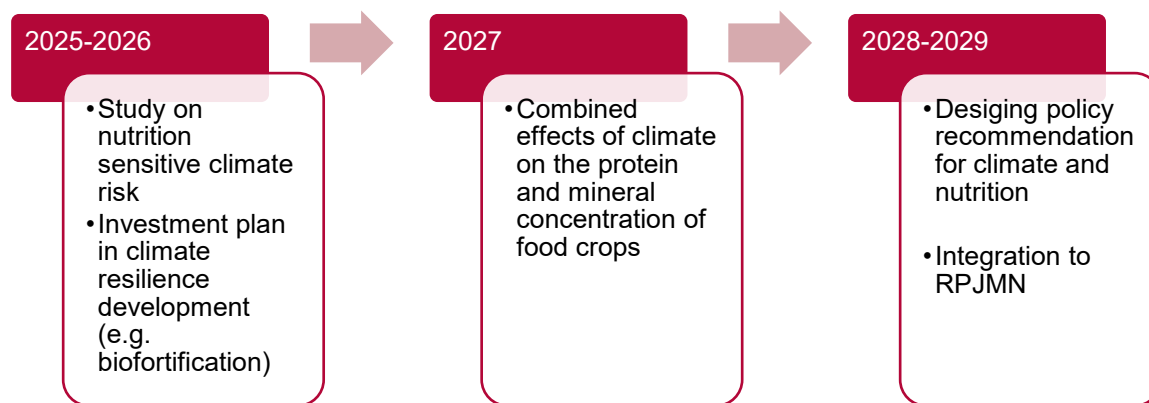 2025-2026
•Study on
nutrition
sensitive climate
risk
•Investment plan
in climate
resilience
development
(e.g.
biofortification)
2027
•Combined
effects of climate
on the protein
and mineral
concentration of
food crops
2028-2029
•Desiging policy
recommendation
for climate and
nutrition
•Integration to
RPJMN